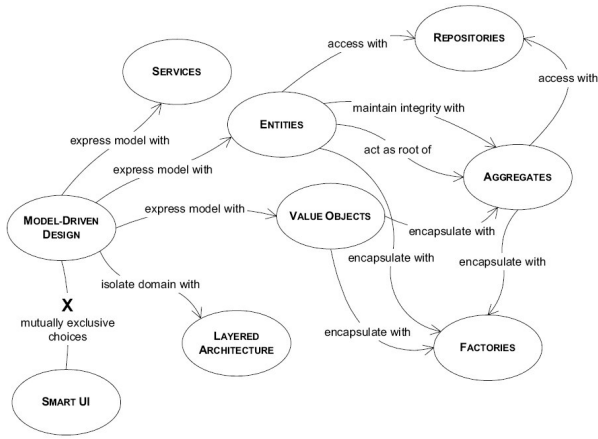 REPOSITORIES
access with
SERVICES
access with
maintain integrity with
ENTITIES
express model with
act as root of
express model with
AGGREGATES
express model with
VALUE OBJECTS
MODEL-DRIVEN
DESIGN
encapsulate with
encapsulate with
encapsulate with
isolate domain with
X
mutually exclusive
choices
encapsulate with
LAYERED
ARCHITECTURE
FACTORIES
SMART UI